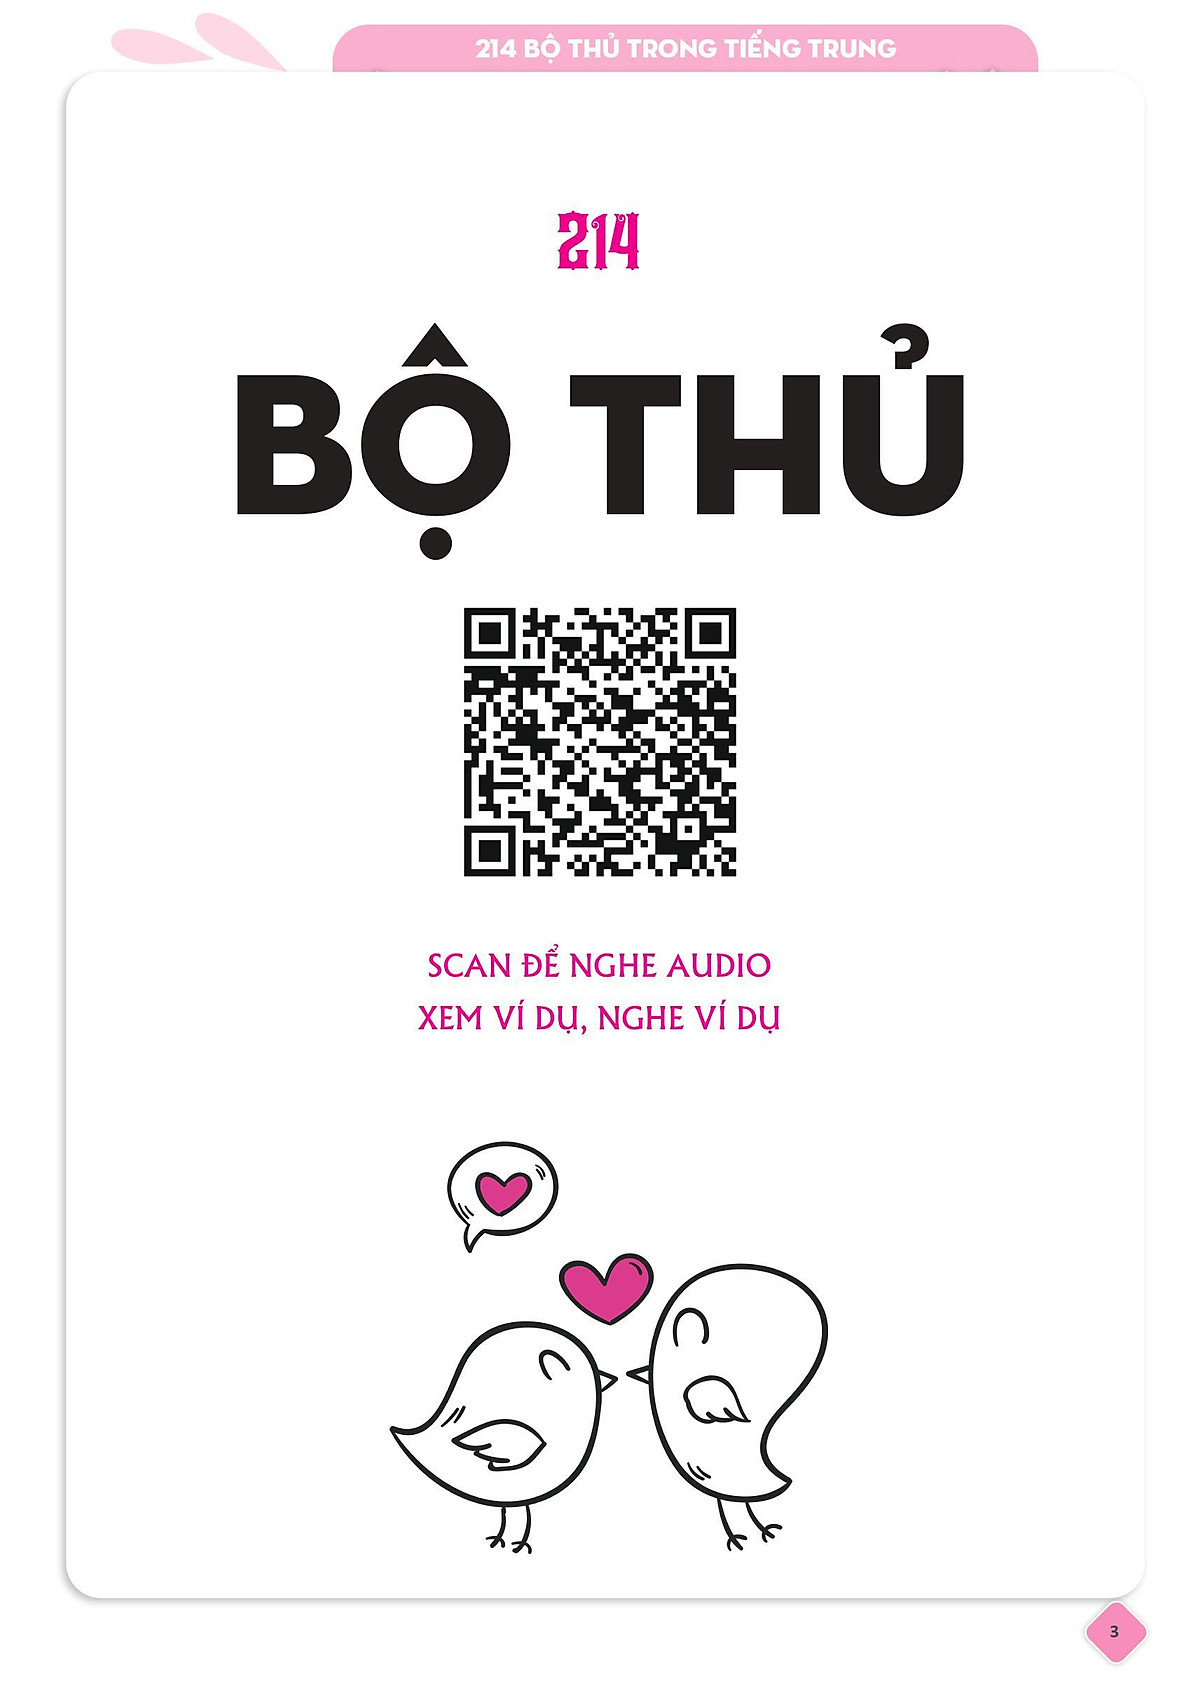 214 BỘ THỦ TRONG TIẾNG TRUNG
214
BỘ THỦ
SCAN ĐỂ NGHE AUDIO
XEM VÍ DỤ, NGHE VÍ DỤ
3